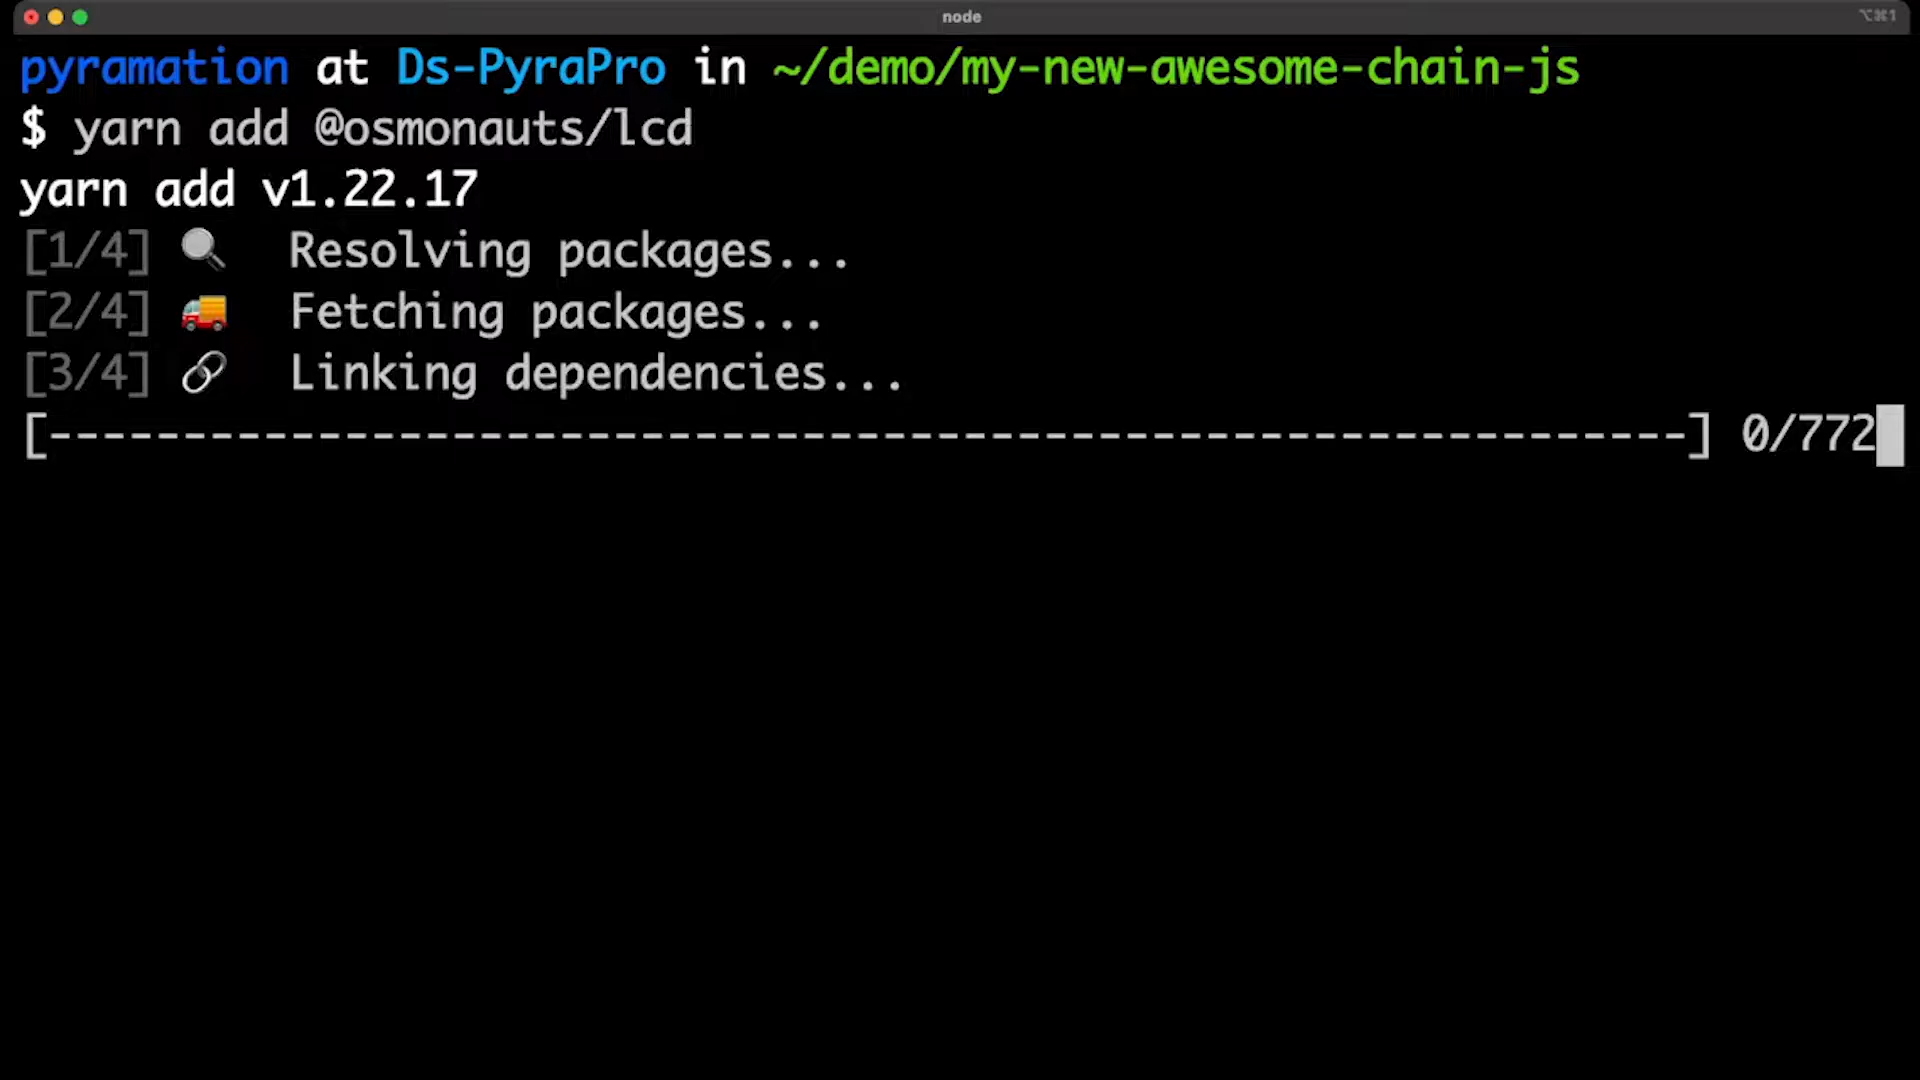 node
⌥⌘1
pyramation at Ds-PyraPro in ~/demo/my-new-awesome-chain-js
$ yarn add @osmonauts/lcd
yarn add v1.22.17
[1/4] 🔍 Resolving packages...
[2/4] 🚚 Fetching packages...
[3/4] 🔗 Linking dependencies...
[-------------------------------------------------------------] 0/772